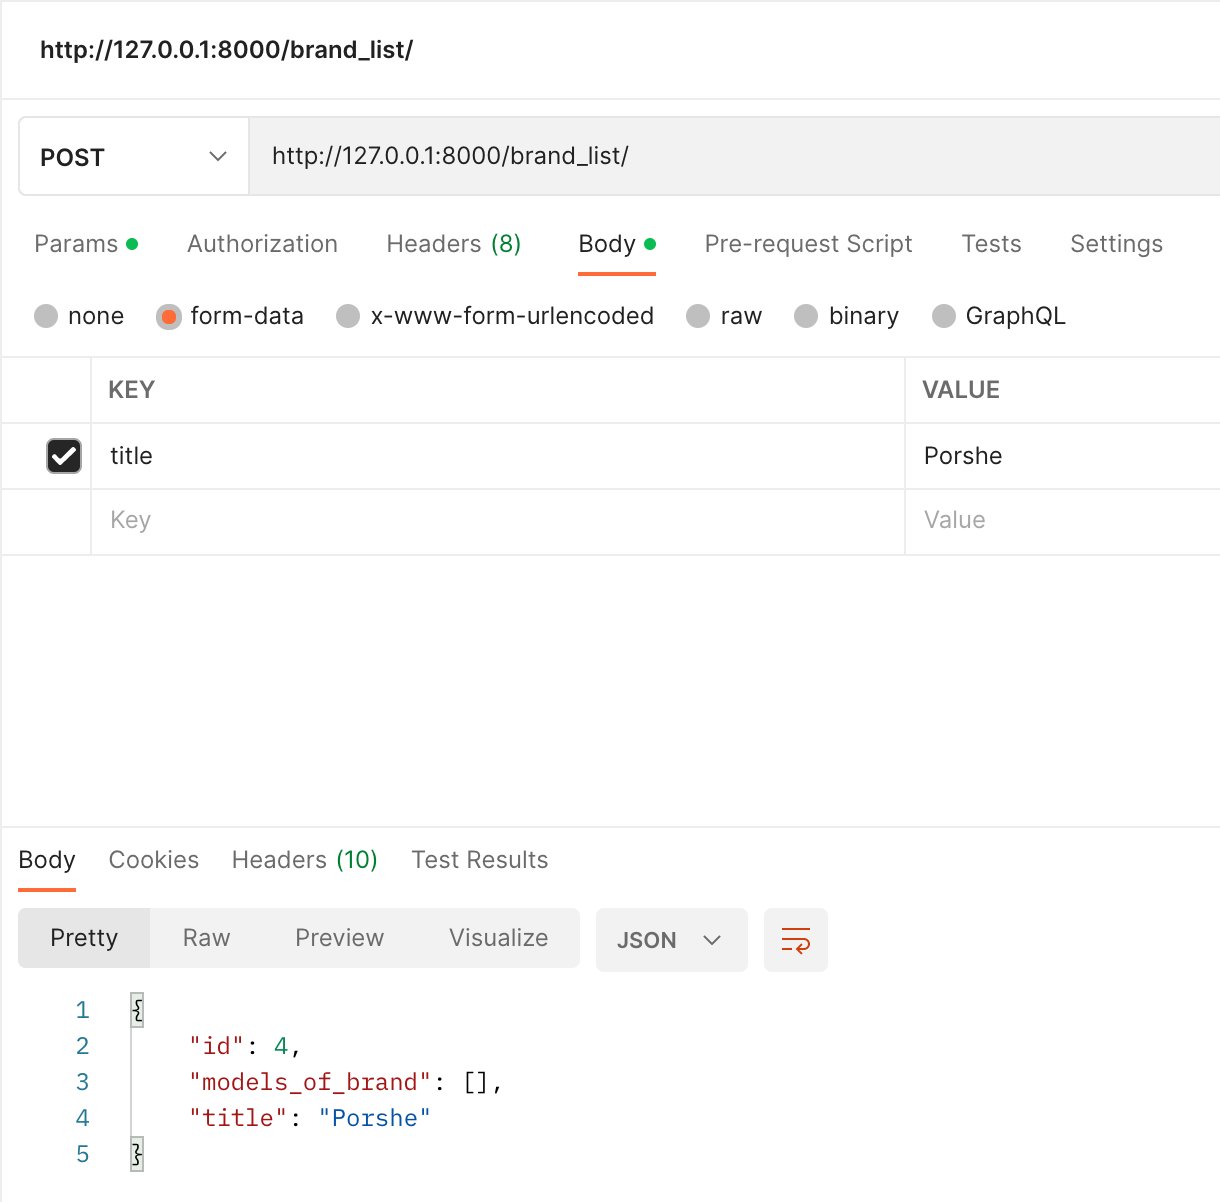 http://127.0.0.1:8000/brand_list/
POST http://127.0.0.1:8000/brand_list/
Params Authorization Headers (8) Body Pre-request Script Tests Settings
none form-data x-www-form-urlencoded raw binary GraphQL
KEY VALUE
title Porshe
Key Value
Body Cookies Headers (10) Test Results
Pretty Raw Preview Visualize JSON
1 {
2 "id": 4,
3 "models_of_brand": [],
4 "title": "Porshe"
5 }